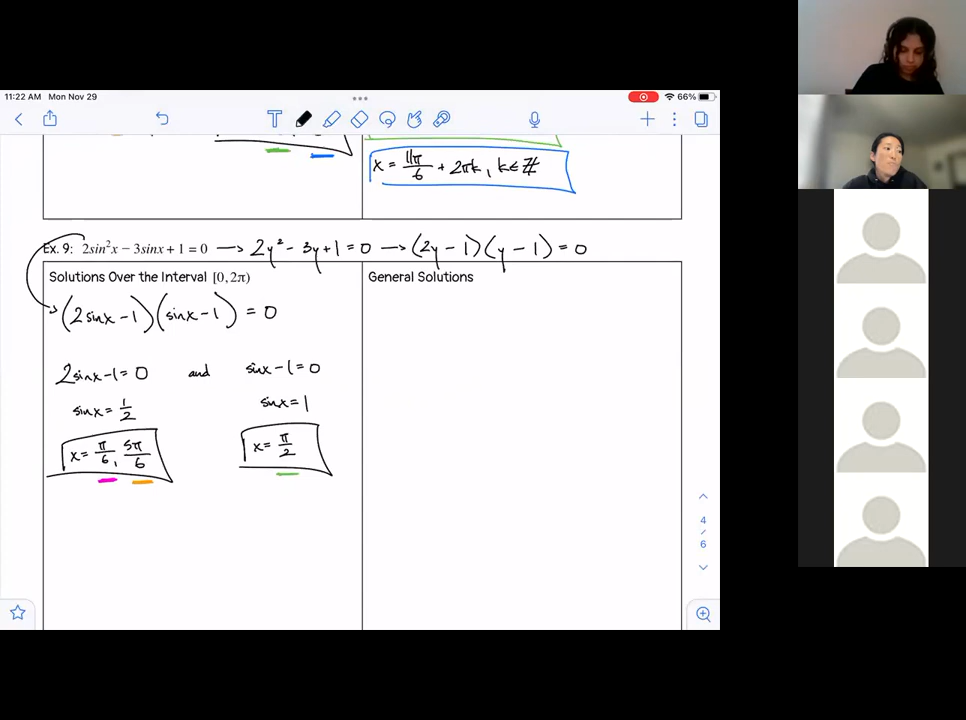 11:22 AM Mon Nov 29
66%
x = 11π/6 + 2πk, k ∈ ℤ
Ex. 9: 2sin²x − 3sinx + 1 = 0 → 2y² - 3y + 1 = 0 → (2y - 1)(y - 1) = 0
Solutions Over the Interval [0, 2π)
General Solutions
(2sinx - 1)(sinx - 1) = 0
2sinx - 1 = 0 and sinx - 1 = 0
sinx = 1/2
sinx = 1
x = π/6, 5π/6
x = π/2
4
/
6